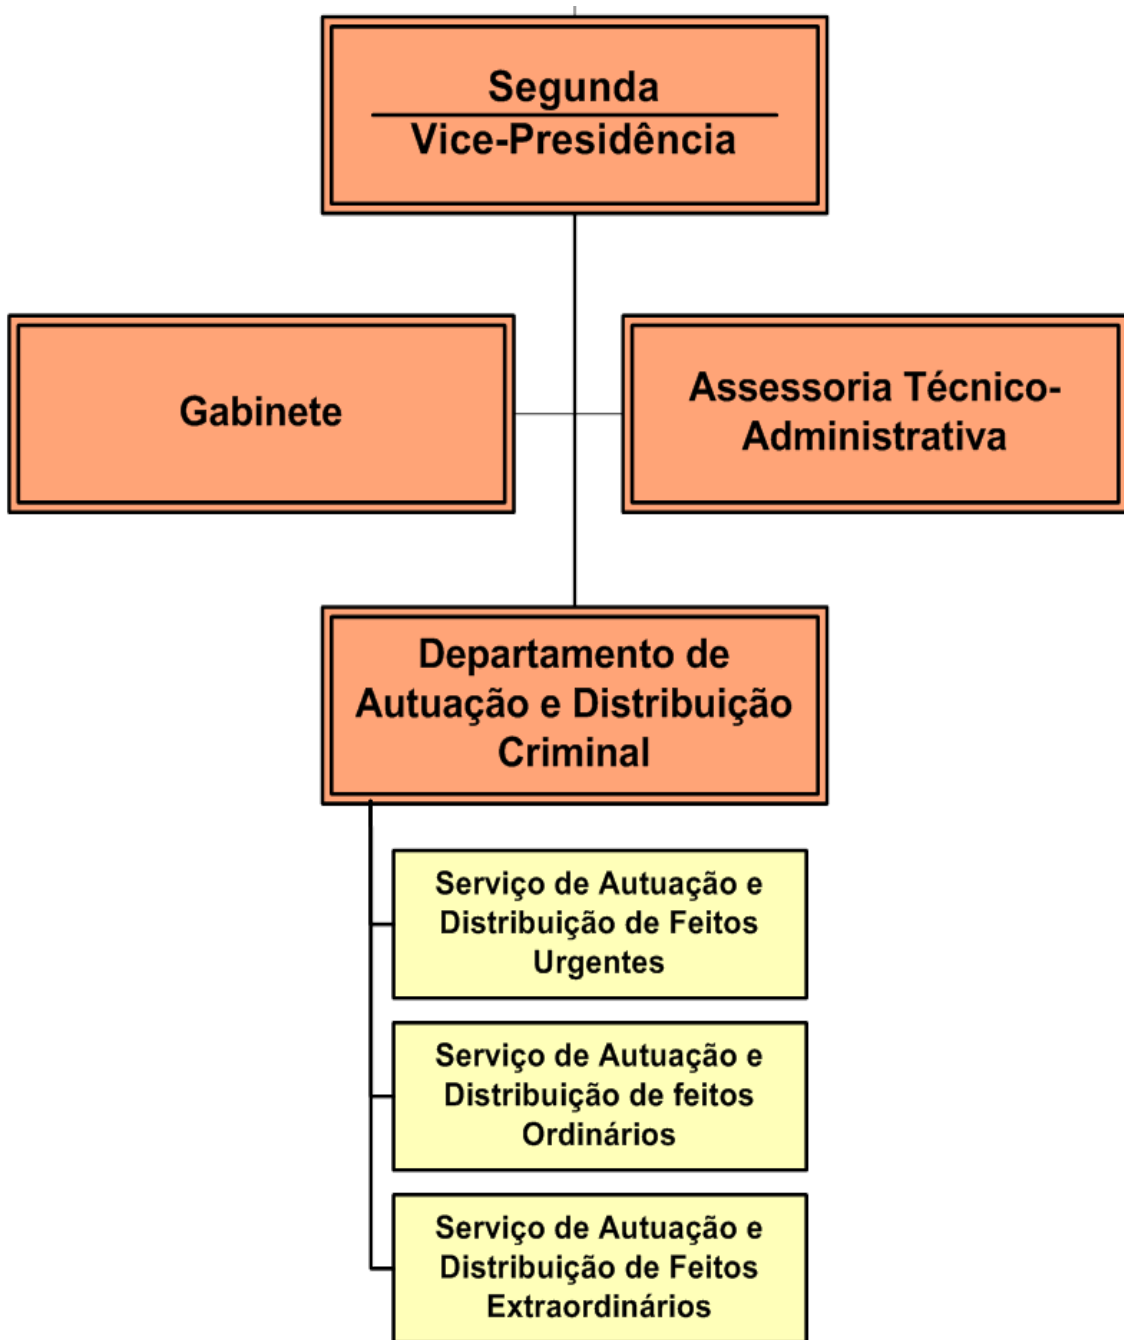 Segunda
Vice-Presidência
Gabinete
Assessoria Técnico-
Administrativa
Departamento de
Autuação e Distribuição
Criminal
Serviço de Autuação e
Distribuição de Feitos
Urgentes
Serviço de Autuação e
Distribuição de feitos
Ordinários
Serviço de Autuação e
Distribuição de Feitos
Extraordinários